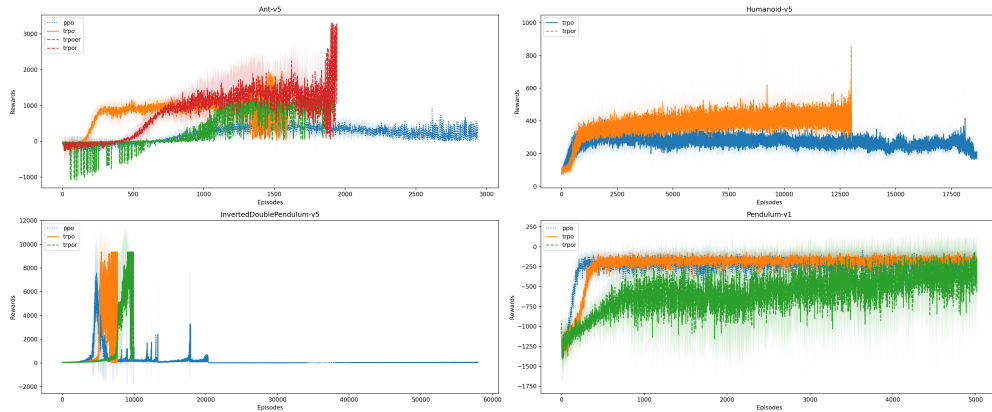 Ant-v5
ppo
trpo
trpoer
trpor
3000
2000
1000
0
−1000
Rewards
0
500
1000
1500
2000
2500
3000
Episodes
Humanoid-v5
trpo
trpor
1000
800
600
400
200
0
Rewards
0
2500
5000
7500
10000
12500
15000
17500
Episodes
InvertedDoublePendulum-v5
ppo
trpo
trpor
12000
10000
8000
6000
4000
2000
0
−2000
Rewards
0
10000
20000
30000
40000
50000
60000
Episodes
Pendulum-v1
ppo
trpo
trpor
250
0
−250
−500
−750
−1000
−1250
−1500
−1750
Rewards
0
1000
2000
3000
4000
5000
Episodes